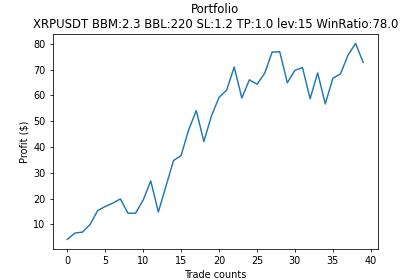 Portfolio
XRPUSDT BBM:2.3 BBL:220 SL:1.2 TP:1.0 lev:15 WinRatio:78.0
80
70
60
50
40
30
20
10
Profit ($)
0 5 10 15 20 25 30 35 40
Trade counts